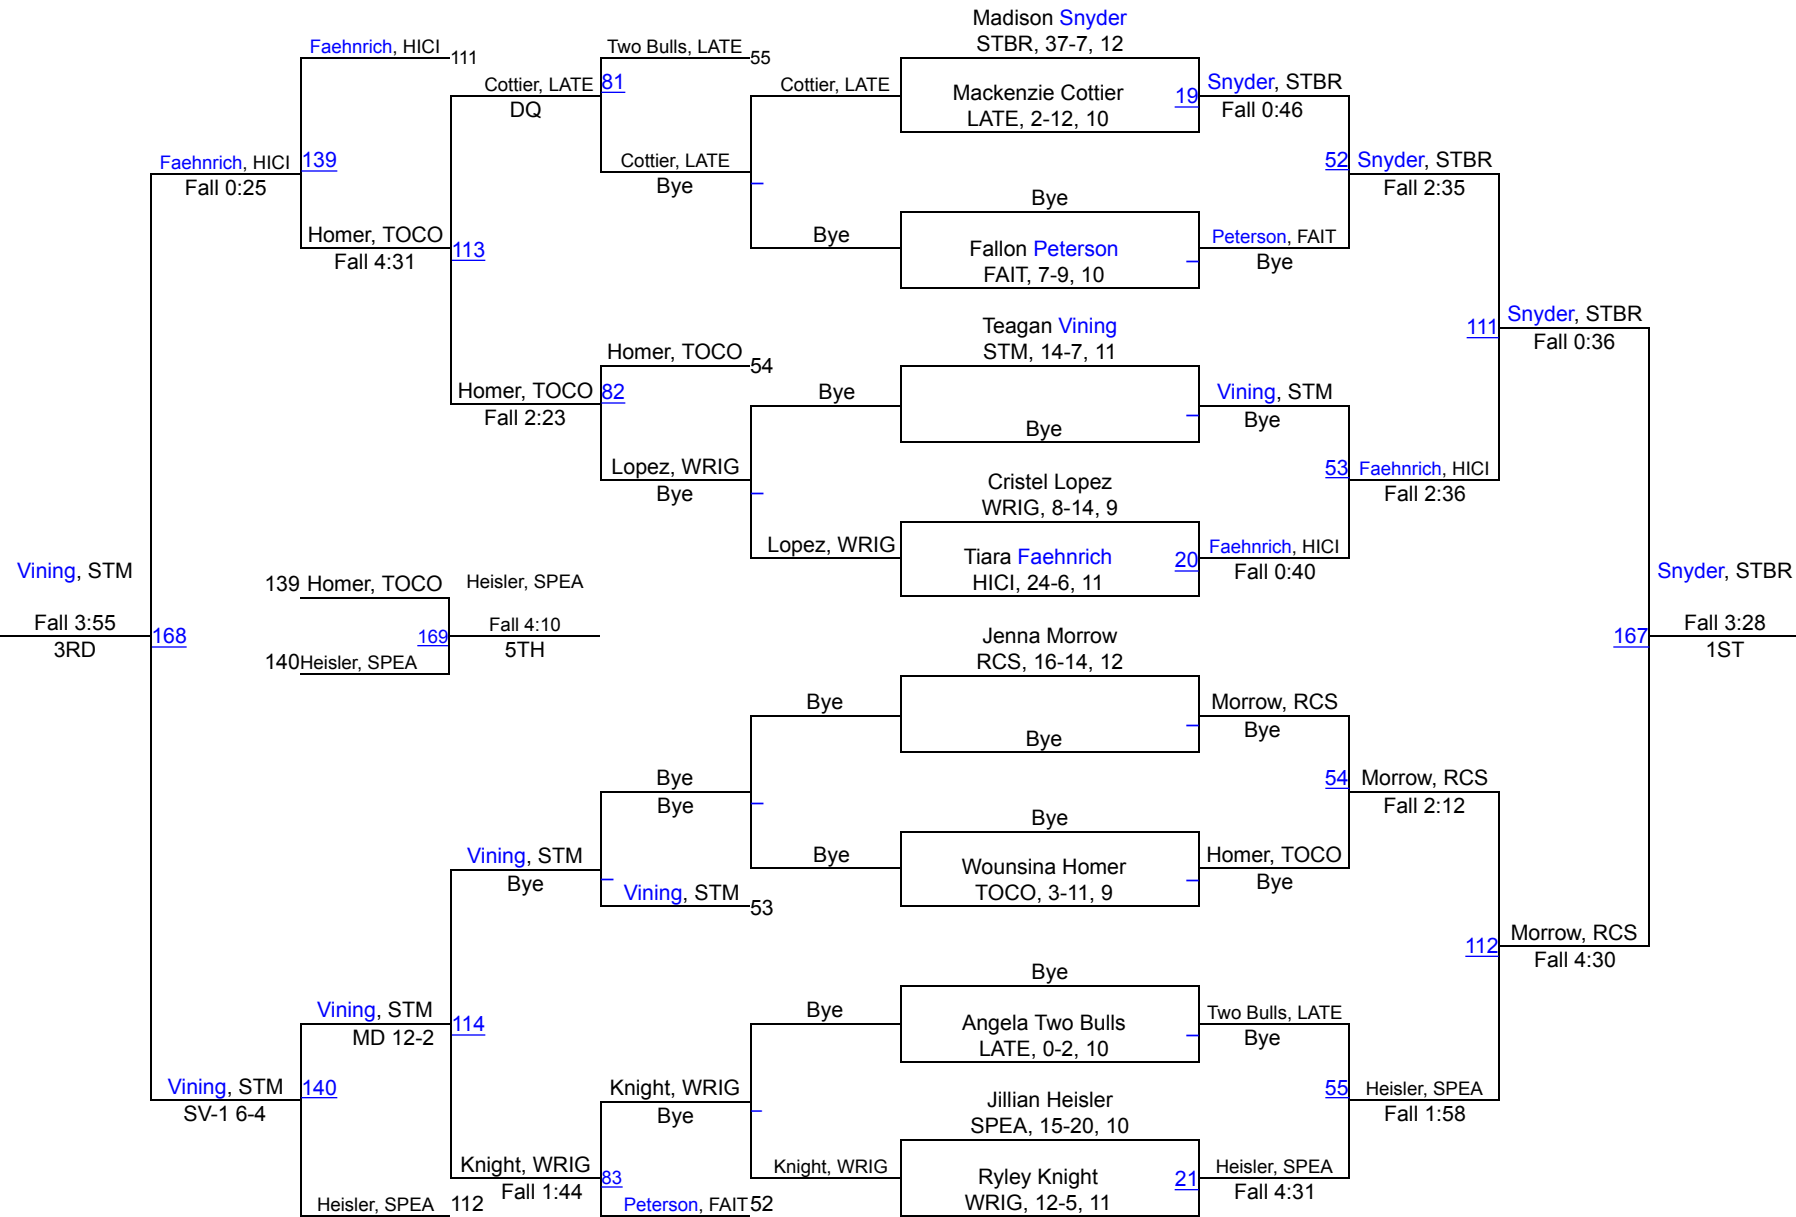 Madison Snyder
STBR, 37-7, 12
Faehnrich, HICI
111
Two Bulls, LATE
55
Cottier, LATE
81
DQ
Cottier, LATE
Mackenzie Cottier
LATE, 2-12, 10
19
Snyder, STBR
Fall 0:46
Faehnrich, HICI
Fall 0:25
139
Cottier, LATE
Bye
52
Snyder, STBR
Fall 2:35
Bye
Homer, TOCO
Fall 4:31
113
Bye
Fallon Peterson
FAIT, 7-9, 10
Peterson, FAIT
Bye
Teagan Vining
STM, 14-7, 11
111
Snyder, STBR
Fall 0:36
Homer, TOCO
54
Homer, TOCO
82
Fall 2:23
Bye
Vining, STM
Bye
Bye
Lopez, WRIG
Bye
Cristel Lopez
WRIG, 8-14, 9
53
Faehnrich, HICI
Fall 2:36
Lopez, WRIG
Tiara Faehnrich
HICI, 24-6, 11
20
Faehnrich, HICI
Fall 0:40
Vining, STM
139 Homer, TOCO
Heisler, SPEA
Snyder, STBR
Fall 3:55
3RD
168
169
Fall 4:10
5TH
140 Heisler, SPEA
Jenna Morrow
RCS, 16-14, 12
167
Fall 3:28
1ST
Bye
Morrow, RCS
Bye
Bye
Bye
Bye
54
Morrow, RCS
Fall 2:12
Bye
Vining, STM
Bye
Bye
Wounsina Homer
TOCO, 3-11, 9
Homer, TOCO
Bye
Vining, STM
53
112
Morrow, RCS
Fall 4:30
Bye
Vining, STM
MD 12-2
114
Bye
Angela Two Bulls
LATE, 0-2, 10
Two Bulls, LATE
Bye
Vining, STM
SV-1 6-4
140
Knight, WRIG
Bye
Jillian Heisler
SPEA, 15-20, 10
55
Heisler, SPEA
Fall 1:58
Knight, WRIG
Fall 1:44
83
Knight, WRIG
Ryley Knight
WRIG, 12-5, 11
21
Heisler, SPEA
Fall 4:31
Heisler, SPEA
112
Peterson, FAIT
52